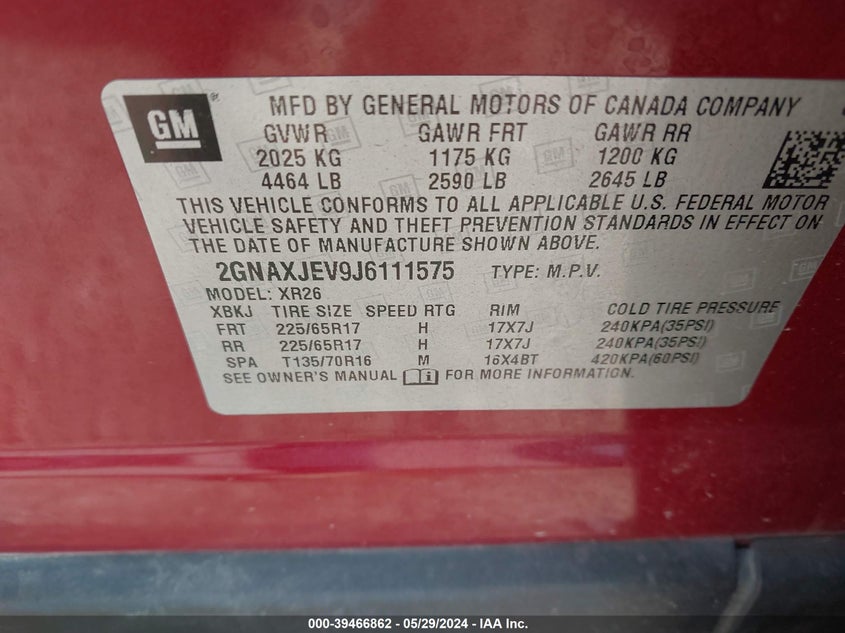 GM ®
MFD BY GENERAL MOTORS OF CANADA COMPANY
GVWR GAWR FRT GAWR RR
2025 KG 1175 KG 1200 KG
4464 LB 2590 LB 2645 LB
THIS VEHICLE CONFORMS TO ALL APPLICABLE U.S. FEDERAL MOTOR
VEHICLE SAFETY AND THEFT PREVENTION STANDARDS IN EFFECT ON
THE DATE OF MANUFACTURE SHOWN ABOVE.
2GNAXJEV9J6111575 TYPE: M.P.V.
MODEL: XR26
XBKJ TIRE SIZE SPEED RTG RIM COLD TIRE PRESSURE
FRT 225/65R17 H 17X7J 240KPA(35PSI)
RR 225/65R17 H 17X7J 240KPA(35PSI)
SPA T135/70R16 M 16X4BT 420KPA(60PSI)
SEE OWNER'S MANUAL FOR MORE INFORMATION.
000-39466862 - 05/29/2024 - IAA Inc.